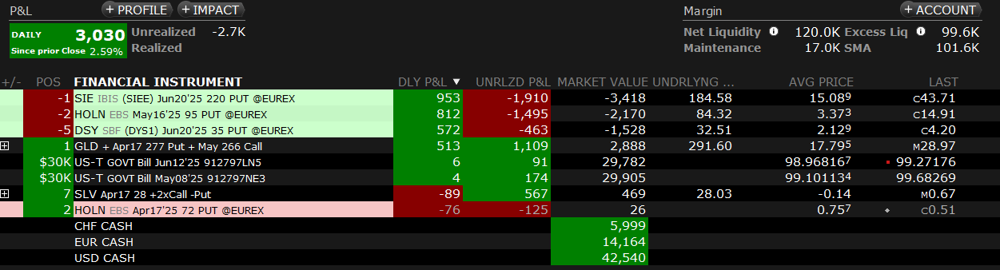 P&L + PROFILE + IMPACT Margin + ACCOUNT
DAILY 3,030 Unrealized -2.7K Net Liquidity i 120.0K Excess Liq i 99.6K
Since prior Close 2.59% Realized Maintenance 17.0K SMA 101.6K
+/- POS FINANCIAL INSTRUMENT DLY P&L ▼ UNRLZD P&L MARKET VALUE UNDRLYNG ... AVG PRICE LAST
-1 SIE IBIS (SIEE) Jun20'25 220 PUT @EUREX 953 -1,910 -3,418 184.58 15.089 C43.71
-2 HOLN EBS May16'25 95 PUT @EUREX 812 -1,495 -2,170 84.32 3.373 C14.91
-5 DSY SBF (DYS1) Jun20'25 35 PUT @EUREX 572 -463 -1,528 32.51 2.129 C4.20
1 GLD + Apr17 277 Put + May 266 Call 513 1,109 2,888 291.60 17.795 M28.97
$30K US-T GOVT Bill Jun12'25 912797LN5 6 91 29,782 98.968167 99.27176
$30K US-T GOVT Bill May08'25 912797NE3 4 174 29,905 99.101134 99.68269
7 SLV Apr17 28 +2xCall -Put -89 567 469 28.03 -0.14 M0.67
2 HOLN EBS Apr17'25 72 PUT @EUREX -76 -125 26 0.757 C0.51
CHF CASH 5,999
EUR CASH 14,164
USD CASH 42,540